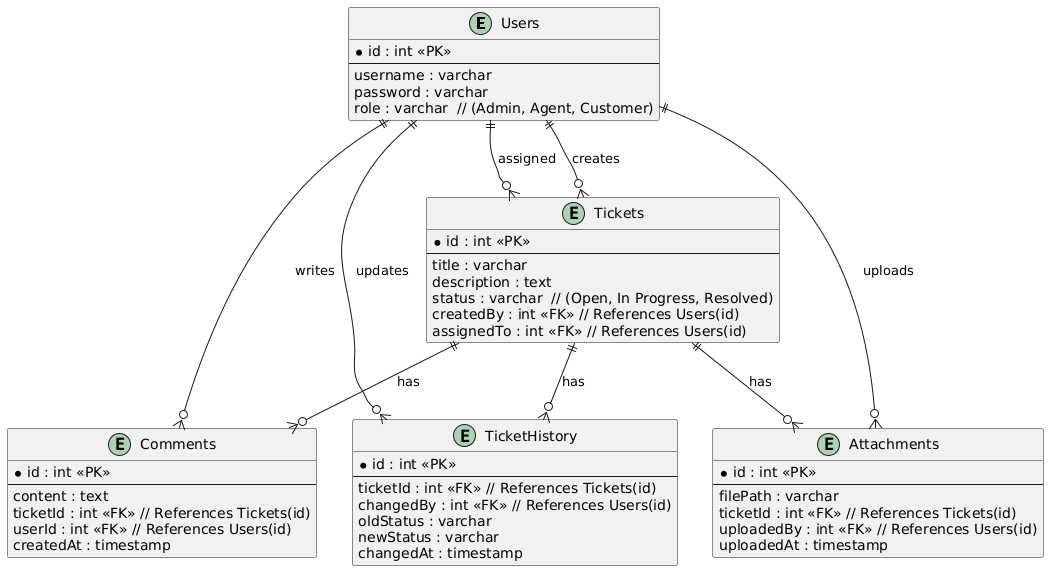 E Users
* id : int «PK»
username : varchar
password : varchar
role : varchar // (Admin, Agent, Customer)
assigned
creates
E Tickets
* id : int «PK»
title : varchar
description : text
status : varchar // (Open, In Progress, Resolved)
createdBy : int «FK» // References Users(id)
assignedTo : int «FK» // References Users(id)
writes
updates
uploads
has
has
has
E Comments
* id : int «PK»
content : text
ticketId : int «FK» // References Tickets(id)
userId : int «FK» // References Users(id)
createdAt : timestamp
E TicketHistory
* id : int «PK»
ticketId : int «FK» // References Tickets(id)
changedBy : int «FK» // References Users(id)
oldStatus : varchar
newStatus : varchar
changedAt : timestamp
E Attachments
* id : int «PK»
filePath : varchar
ticketId : int «FK» // References Tickets(id)
uploadedBy : int «FK» // References Users(id)
uploadedAt : timestamp